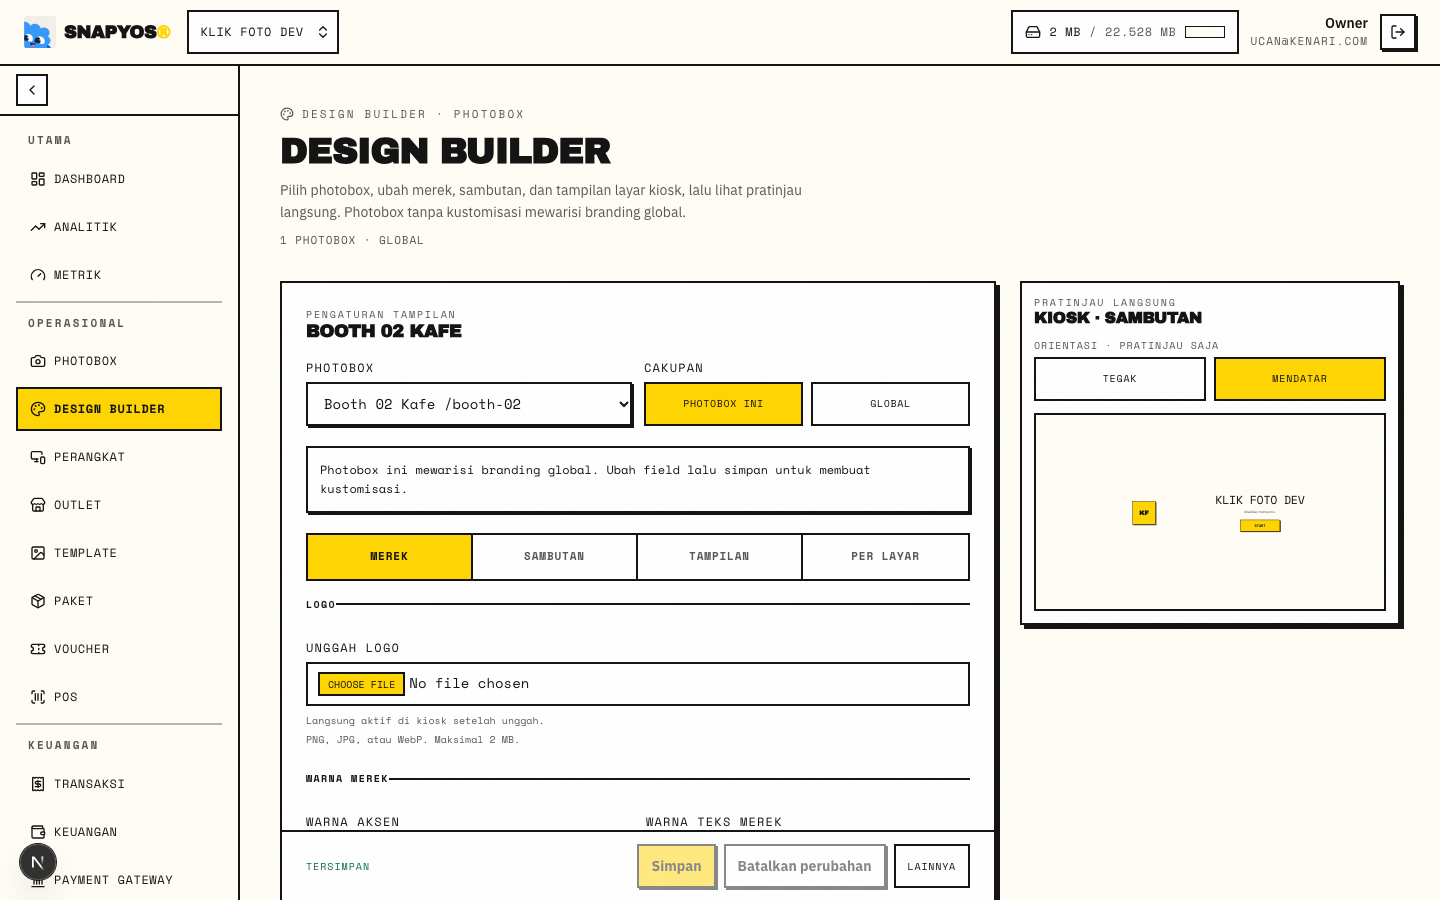 SNAPYOS®
KLIK FOTO DEV
2 MB / 22.528 MB
Owner
UCAN@KENARI.COM
UTAMA
DASHBOARD
ANALITIK
METRIK
OPERASIONAL
PHOTOBOX
DESIGN BUILDER
PERANGKAT
OUTLET
TEMPLATE
PAKET
VOUCHER
POS
KEUANGAN
TRANSAKSI
KEUANGAN
N
PAYMENT GATEWAY
DESIGN BUILDER · PHOTOBOX
DESIGN BUILDER
Pilih photobox, ubah merek, sambutan, dan tampilan layar kiosk, lalu lihat pratinjau
langsung. Photobox tanpa kustomisasi mewarisi branding global.
1 PHOTOBOX · GLOBAL
PENGATURAN TAMPILAN
BOOTH 02 KAFE
PHOTOBOX
CAKUPAN
Booth 02 Kafe /booth-02
PHOTOBOX INI
GLOBAL
Photobox ini mewarisi branding global. Ubah field lalu simpan untuk membuat
kustomisasi.
MEREK
SAMBUTAN
TAMPILAN
PER LAYAR
LOGO
UNGGAH LOGO
CHOOSE FILE No file chosen
Langsung aktif di kiosk setelah unggah.
PNG, JPG, atau WebP. Maksimal 2 MB.
WARNA MEREK
WARNA AKSEN
WARNA TEKS MEREK
TERSIMPAN
Simpan
Batalkan perubahan
LAINNYA
PRATINJAU LANGSUNG
KIOSK · SAMBUTAN
ORIENTASI · PRATINJAU SAJA
TEGAK
MENDATAR
KF
KLIK FOTO DEV
START